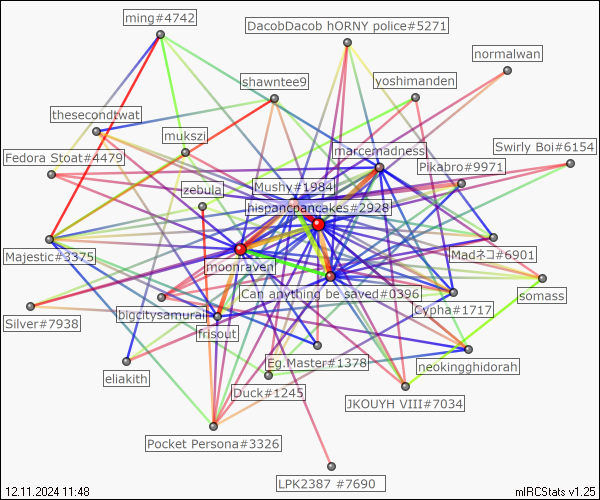 ming#4742
DacobDacob hORNY police#5271
normalwan
shawntee9
yoshimanden
thesecondtwat
mukszi
marcemadness
Swirly Boi#6154
Fedora Stoat#4479
Pikabro#9971
zebula
Mushy#1984
hispancpancakes#2928
Majestic#3375
Madネコ#6901
moonraven
Can anything be saved#0396
somass
Silver#7938
bigcitysamurai
Cypha#1717
frisout
eliakith
Eg.Master#1378
neokingghidorah
Duck#1245
JKOUYH VIII#7034
Pocket Persona#3326
LPK2387 #7690
12.11.2024 11:48
mIRCStats v1.25